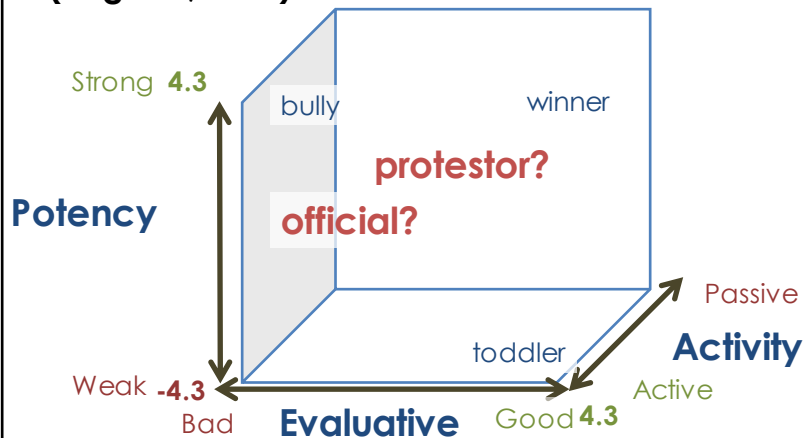 Strong 4.3
bully
winner
protestor?
Potency
official?
Passive
toddler
Activity
Weak -4.3
Active
Bad
Evaluative
Good 4.3